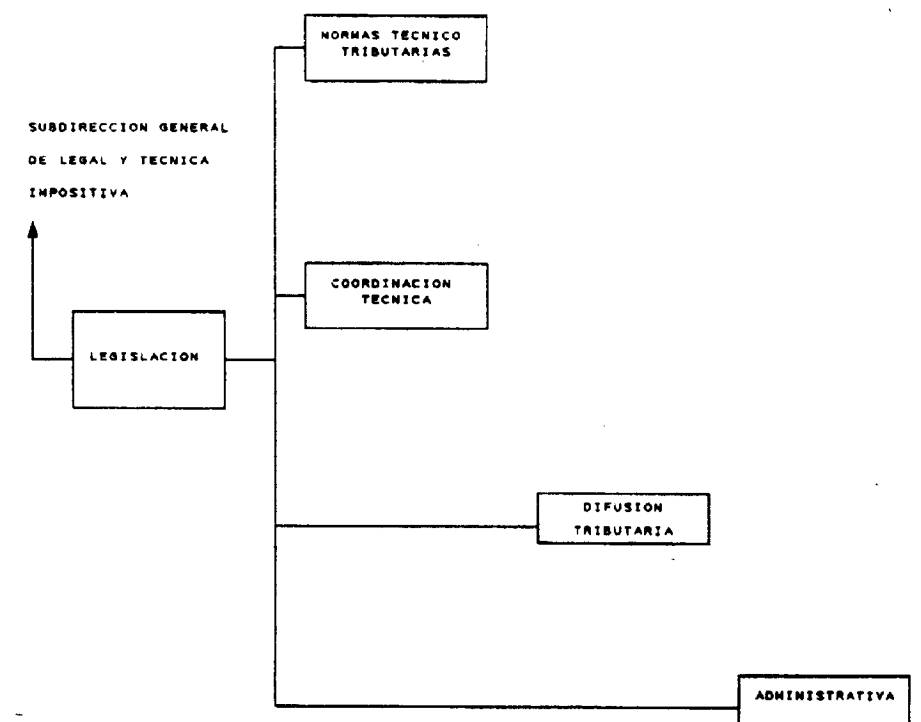 NORMAS TECNICO
TRIBUTARIAS
SUBDIRECCION GENERAL
DE LEGAL Y TECNICA
IMPOSITIVA
COORDINACION
TECNICA
LEGISLACION
DIFUSION
TRIBUTARIA
ADMINISTRATIVA